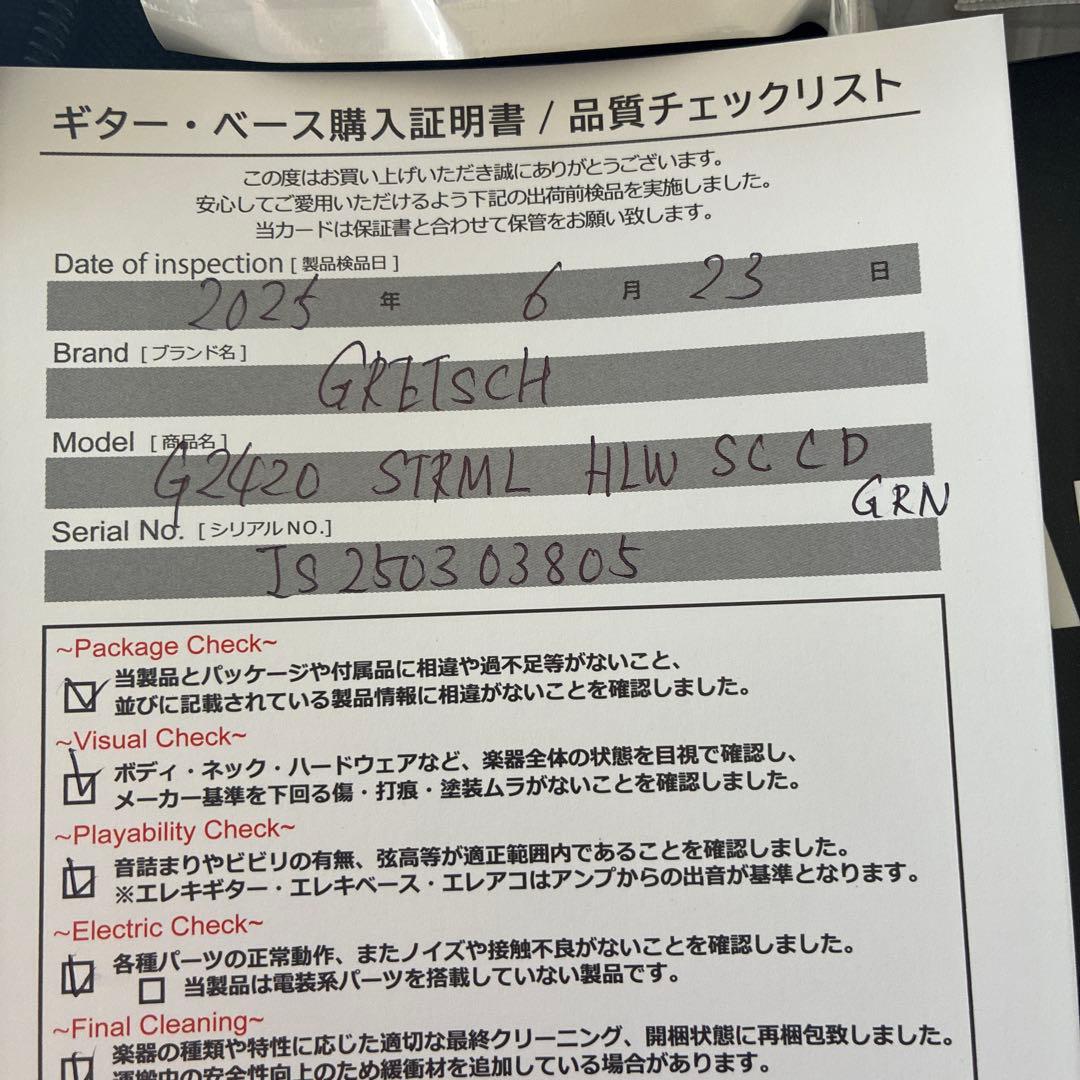 ギター・ベース購入証明書 / 品質チェックリスト
この度はお買い上げいただき誠にありがとうございます。
安心してご愛用いただけるよう下記の出荷前検品を実施しました。
当カードは保証書と合わせて保管をお願い致します。
Date of inspection [ 製品検品日 ]
2025 年 6 月 23 日
Brand [ ブランド名 ]
GRETSCH
Model [ 商品名 ]
G2420 STRML HLW SC CD
GRN
Serial No. [ シリアルNO.]
IS250303805
~Package Check~
当製品とパッケージや付属品に相違や過不足等がないこと、
並びに記載されている製品情報に相違がないことを確認しました。
~Visual Check~
ボディ・ネック・ハードウェアなど、楽器全体の状態を目視で確認し、
メーカー基準を下回る傷・打痕・塗装ムラがないことを確認しました。
~Playability Check~
音詰まりやビビリの有無、弦高等が適正範囲内であることを確認しました。
※エレキギター・エレキベース・エレアコはアンプからの出音が基準となります。
~Electric Check~
各種パーツの正常動作、またノイズや接触不良がないことを確認しました。
当製品は電装系パーツを搭載していない製品です。
~Final Cleaning~
楽器の種類や特性に応じた適切な最終クリーニング、開梱状態に再梱包致しました。
運搬中の安全性向上のため緩衝材を追加している場合があります。